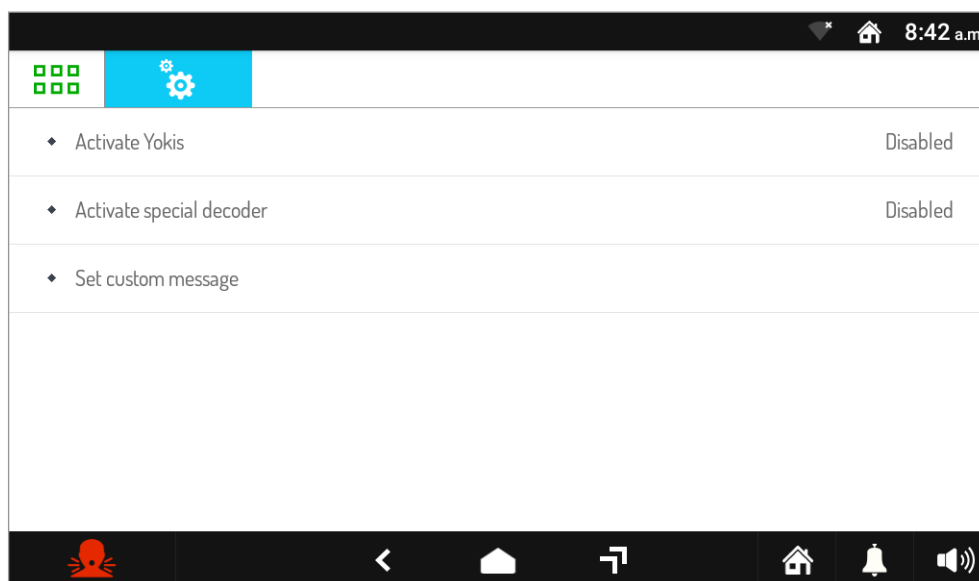 8:42 a.m
Activate Yokis Disabled
Activate special decoder Disabled
Set custom message